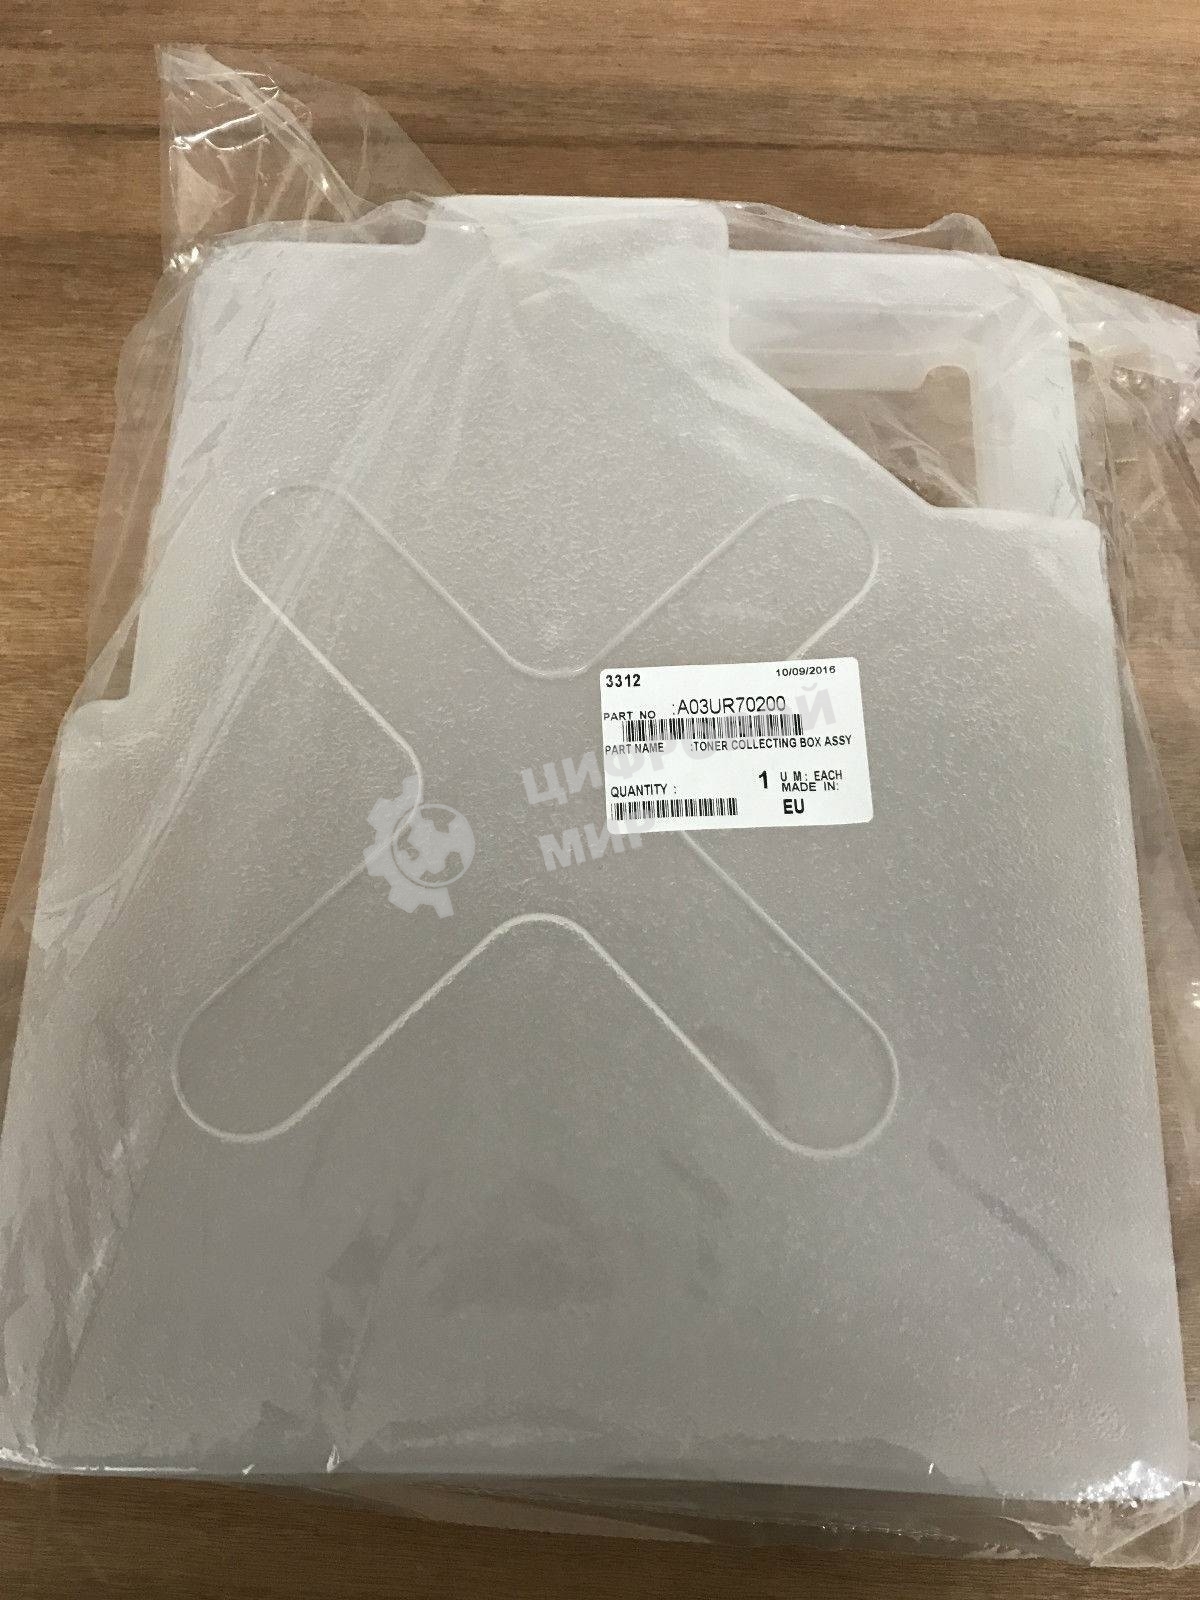 3312 10/09/2016
PART NO :A03UR70200
PART NAME :TONER COLLECTING BOX ASSY
QUANTITY : 1 U M: EACH
MADE IN:
EU
ЦИФРОВОЙ
МИР